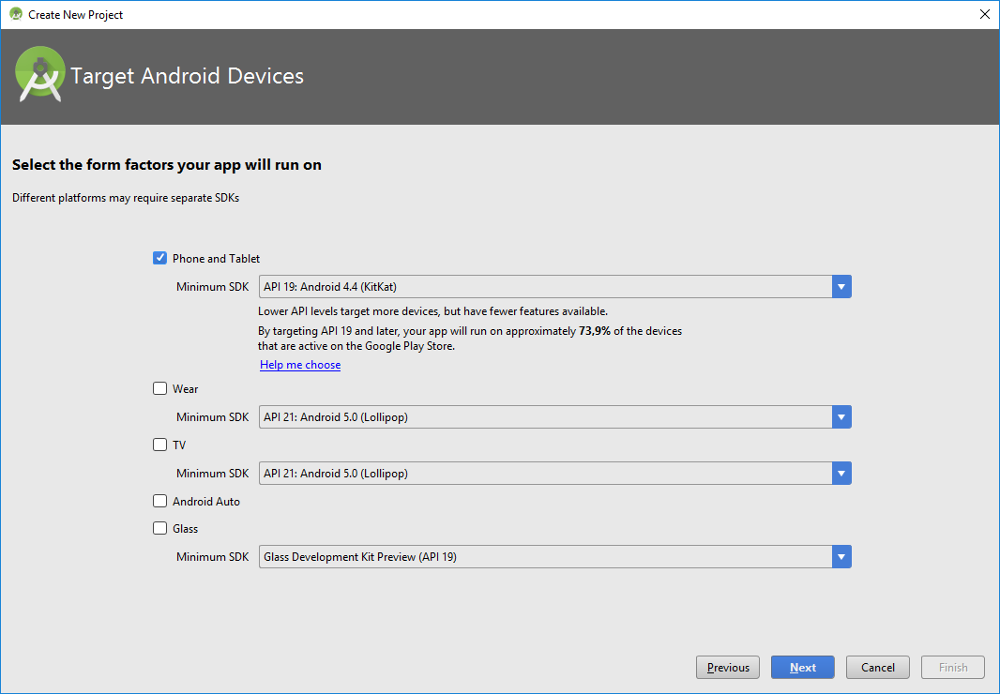 Create New Project
Target Android Devices
Select the form factors your app will run on
Different platforms may require separate SDKs
Phone and Tablet
Minimum SDK API 19: Android 4.4 (KitKat)
Lower API levels target more devices, but have fewer features available.
By targeting API 19 and later, your app will run on approximately 73,9% of the devices
that are active on the Google Play Store.
Help me choose
Wear
Minimum SDK API 21: Android 5.0 (Lollipop)
TV
Minimum SDK API 21: Android 5.0 (Lollipop)
Android Auto
Glass
Minimum SDK Glass Development Kit Preview (API 19)
Previous Next Cancel Finish